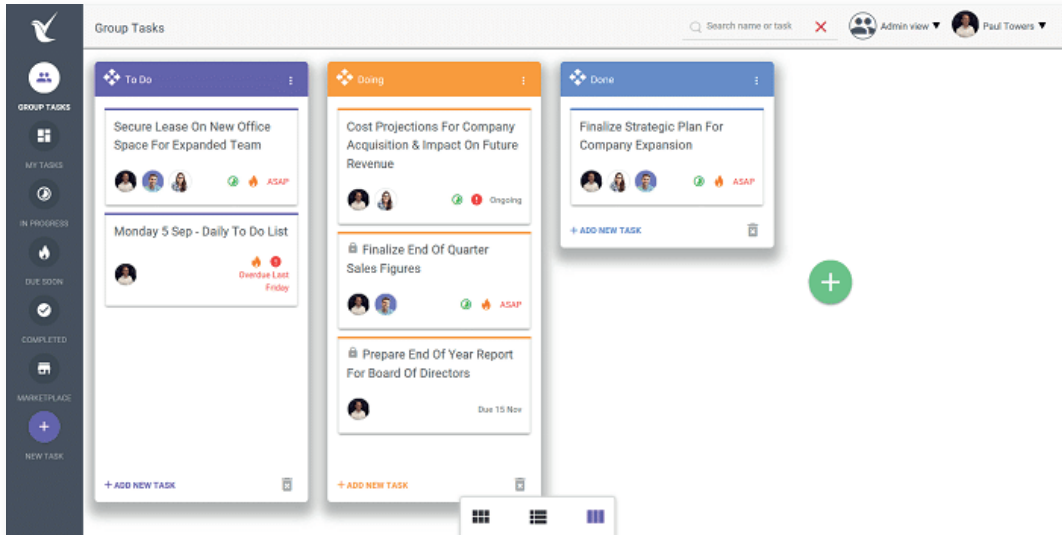 Group Tasks
Search name or task
Admin view
Paul Towers
GROUP TASKS
MY TASKS
IN PROGRESS
DUE SOON
COMPLETED
MARKETPLACE
NEW TASK
To Do
Secure Lease On New Office
Space For Expanded Team
ASAP
Monday 5 Sep - Daily To Do List
Overdue Last
Friday
+ ADD NEW TASK
Doing
Cost Projections For Company
Acquisition & Impact On Future
Revenue
Ongoing
Finalize End Of Quarter
Sales Figures
ASAP
Prepare End Of Year Report
For Board Of Directors
Due 15 Nov
+ ADD NEW TASK
Done
Finalize Strategic Plan For
Company Expansion
ASAP
+ ADD NEW TASK